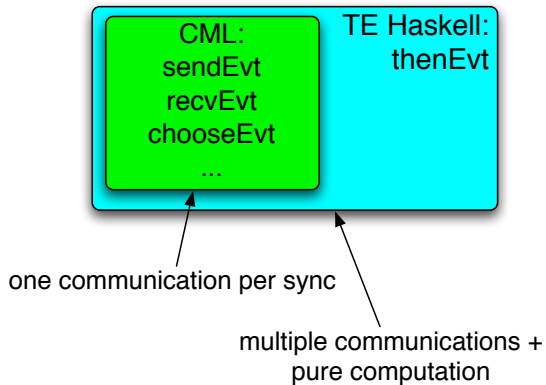 CML:
sendEvt
recvEvt
chooseEvt
...
TE Haskell:
thenEvt
one communication per sync
multiple communications +
pure computation